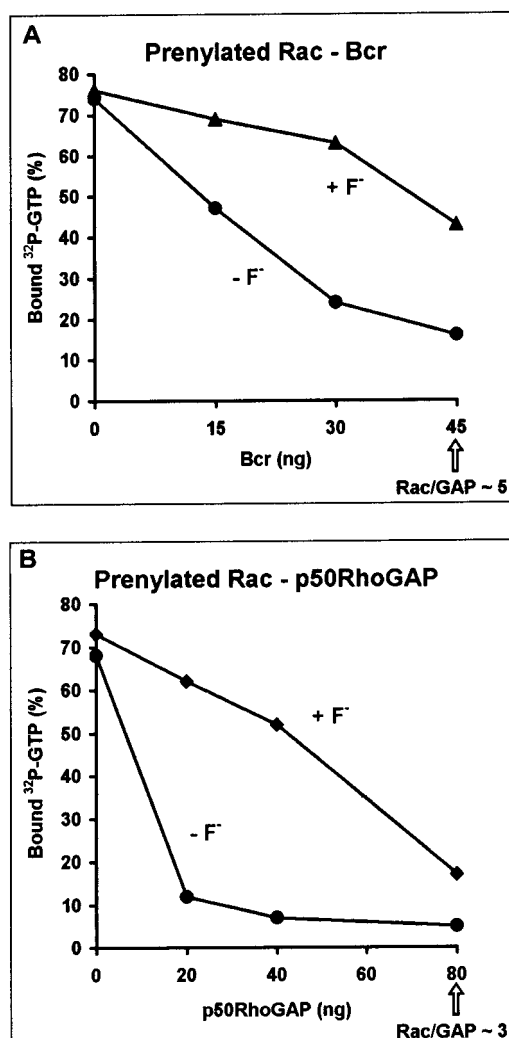 A
Prenylated Rac - Bcr
80
70
60
50
40
30
20
10
0
Bound ³²P-GTP (%)
+ F⁻
- F⁻
0 15 30 45
Bcr (ng)
Rac/GAP ~ 5
B
Prenylated Rac - p50RhoGAP
80
70
60
50
40
30
20
10
0
Bound ³²P-GTP (%)
+ F⁻
- F⁻
0 20 40 60 80
p50RhoGAP (ng)
Rac/GAP ~ 3